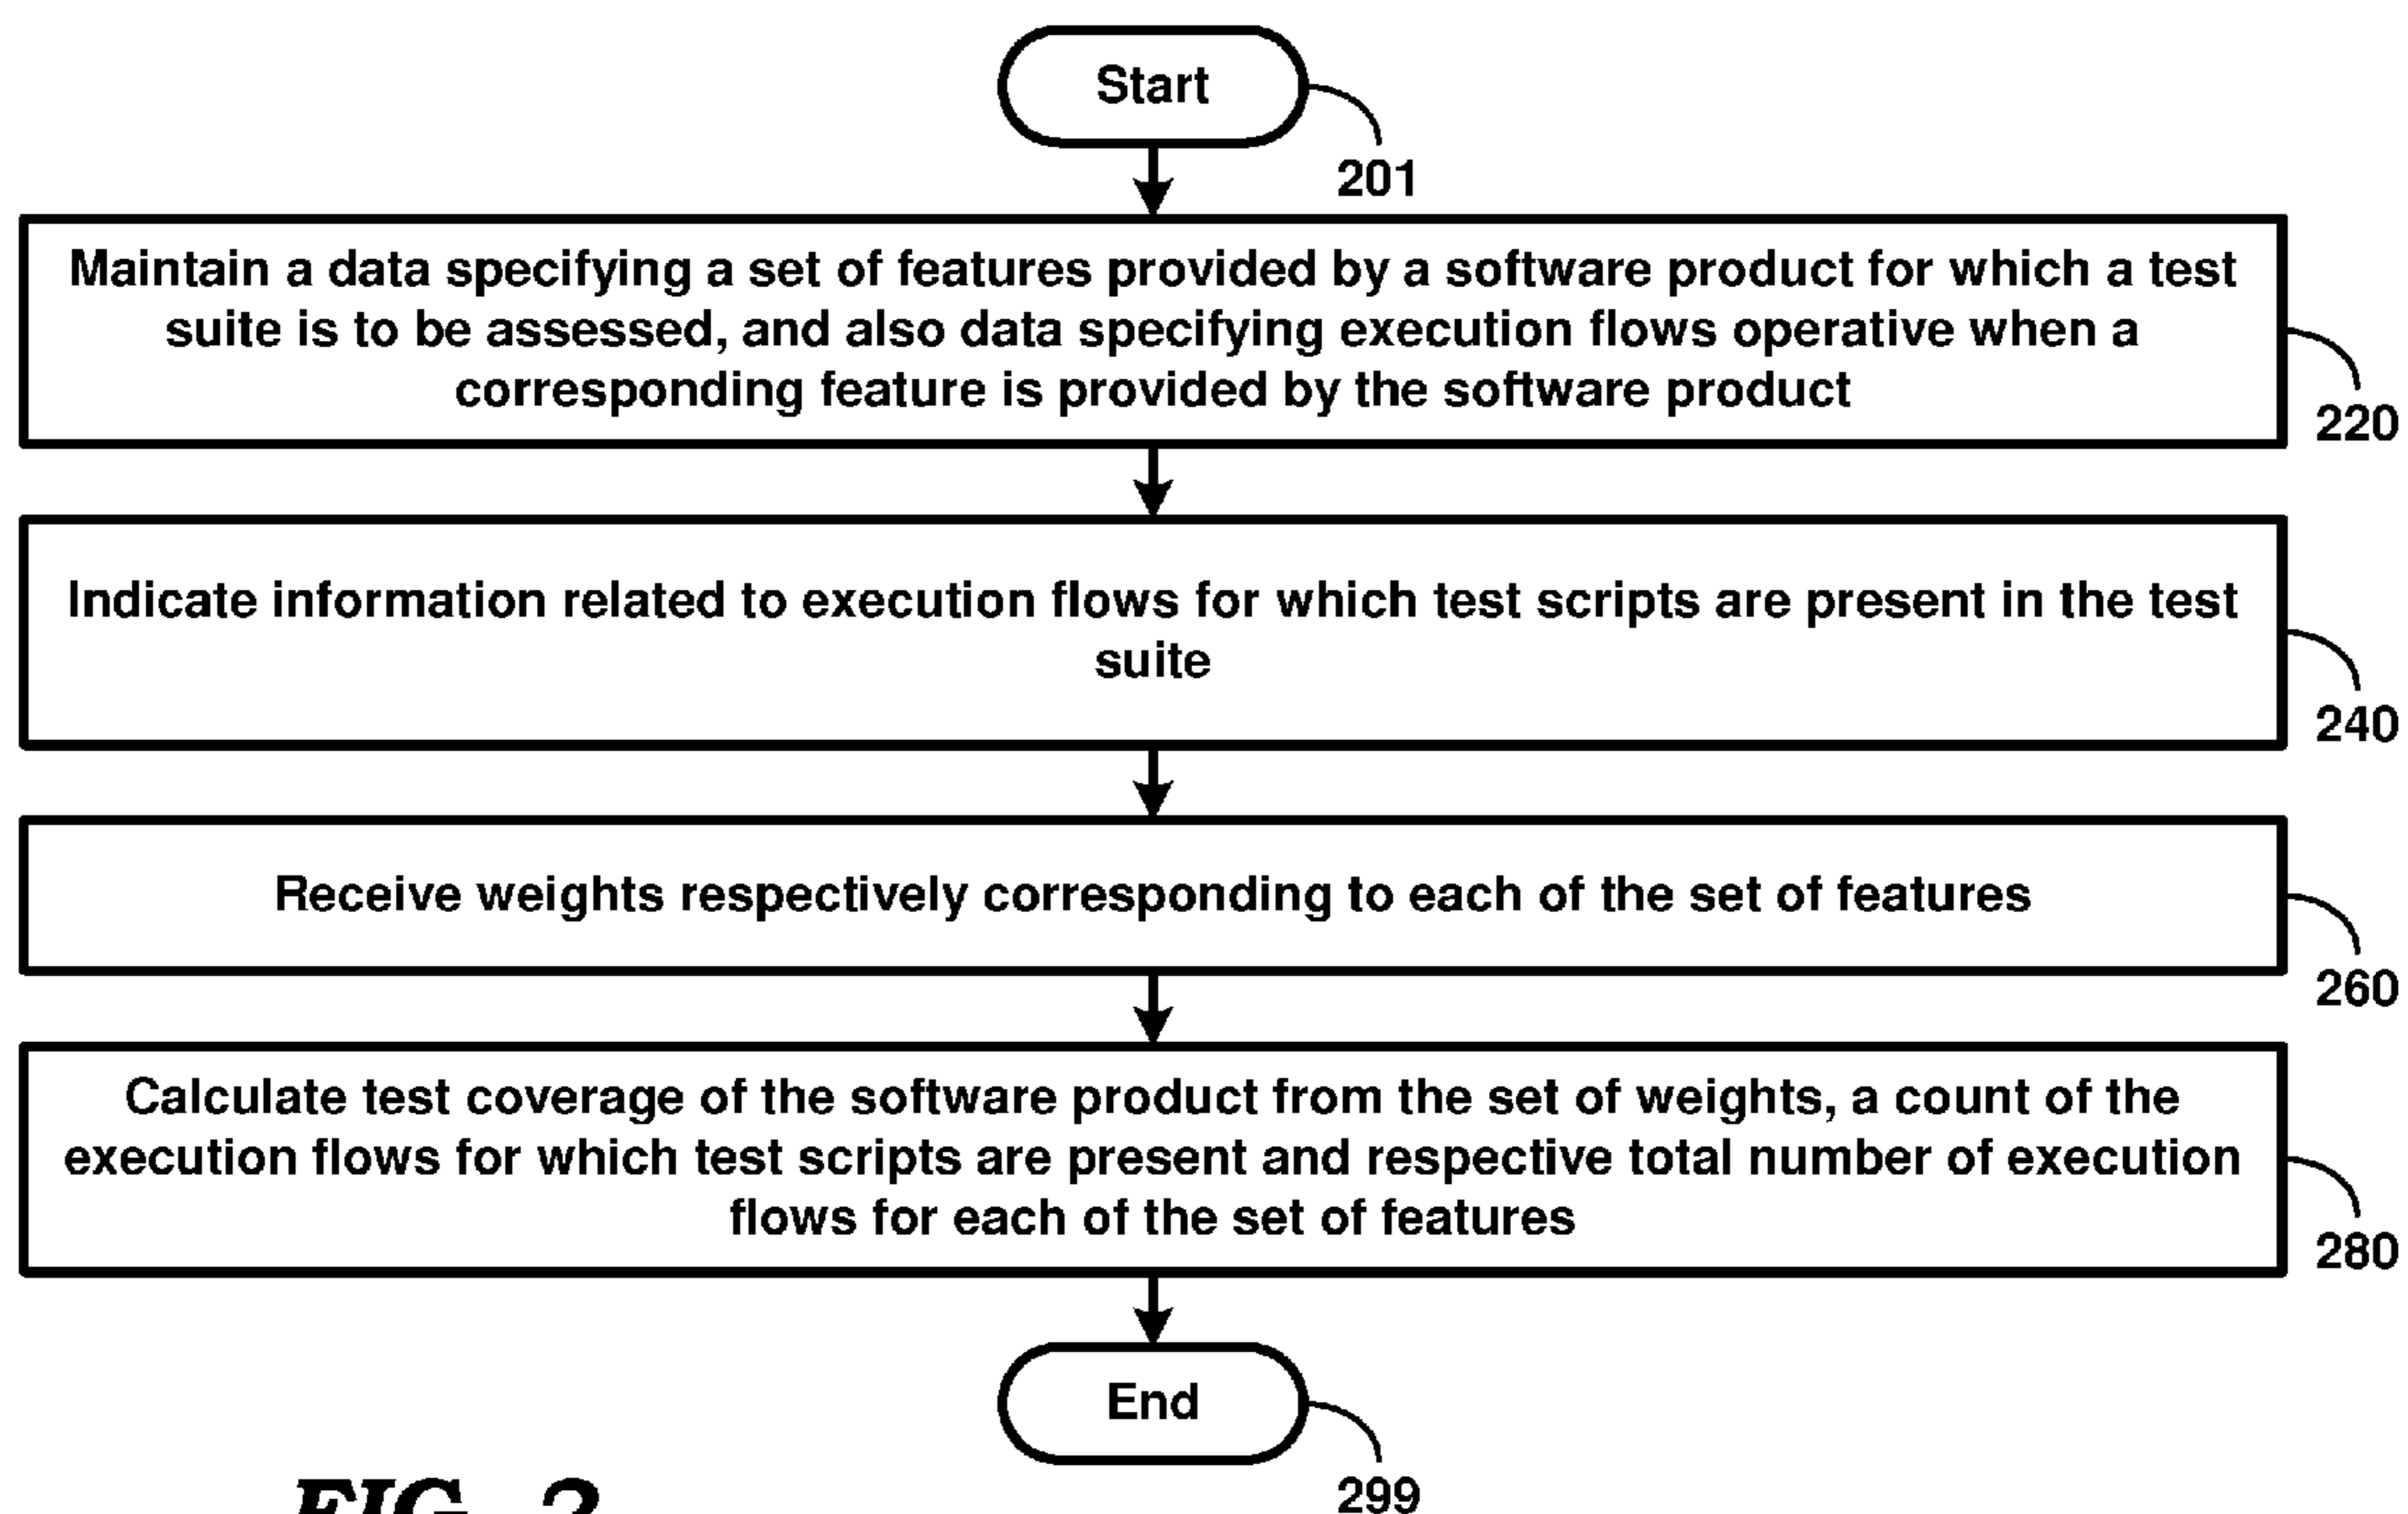 Start
201
Maintain a data specifying a set of features provided by a software product for which a test
suite is to be assessed, and also data specifying execution flows operative when a
corresponding feature is provided by the software product
220
Indicate information related to execution flows for which test scripts are present in the test
suite
240
Receive weights respectively corresponding to each of the set of features
260
Calculate test coverage of the software product from the set of weights, a count of the
execution flows for which test scripts are present and respective total number of execution
flows for each of the set of features
280
End
299
FIG. 2